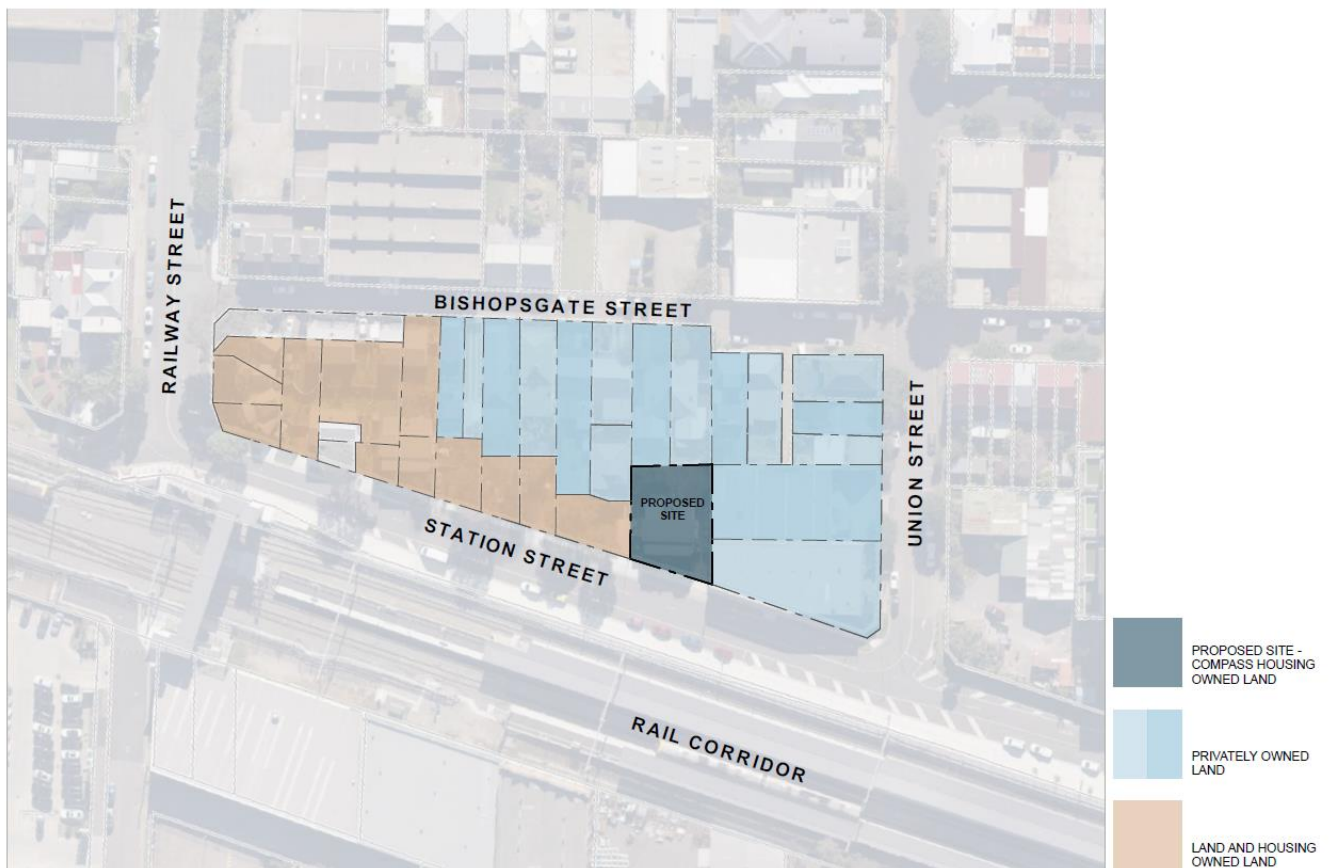 BISHOPSGATE STREET
RAILWAY STREET
UNION STREET
PROPOSED
SITE
STATION STREET
RAIL CORRIDOR
PROPOSED SITE -
COMPASS HOUSING
OWNED LAND
PRIVATELY OWNED
LAND
LAND AND HOUSING
OWNED LAND